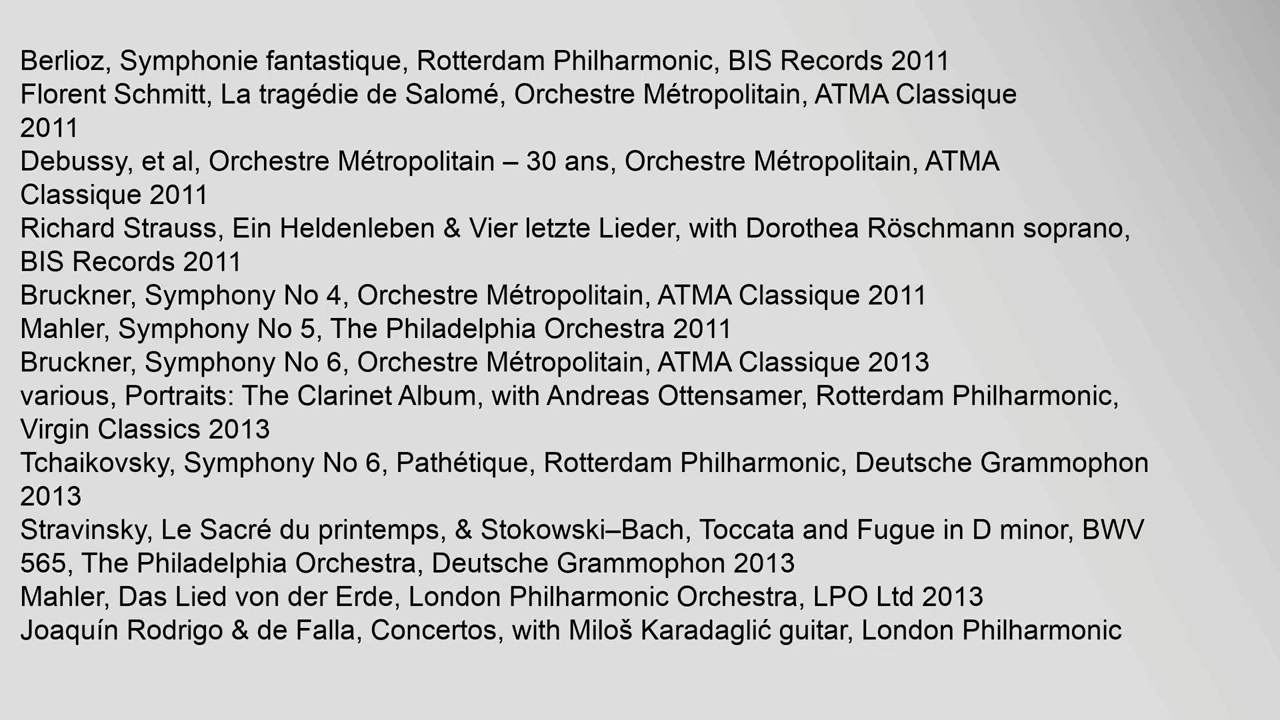 Berlioz, Symphonie fantastique, Rotterdam Philharmonic, BIS Records 2011
Florent Schmitt, La tragédie de Salomé, Orchestre Métropolitain, ATMA Classique
2011
Debussy, et al, Orchestre Métropolitain – 30 ans, Orchestre Métropolitain, ATMA
Classique 2011
Richard Strauss, Ein Heldenleben & Vier letzte Lieder, with Dorothea Röschmann soprano,
BIS Records 2011
Bruckner, Symphony No 4, Orchestre Métropolitain, ATMA Classique 2011
Mahler, Symphony No 5, The Philadelphia Orchestra 2011
Bruckner, Symphony No 6, Orchestre Métropolitain, ATMA Classique 2013
various, Portraits: The Clarinet Album, with Andreas Ottensamer, Rotterdam Philharmonic,
Virgin Classics 2013
Tchaikovsky, Symphony No 6, Pathétique, Rotterdam Philharmonic, Deutsche Grammophon
2013
Stravinsky, Le Sacré du printemps, & Stokowski–Bach, Toccata and Fugue in D minor, BWV
565, The Philadelphia Orchestra, Deutsche Grammophon 2013
Mahler, Das Lied von der Erde, London Philharmonic Orchestra, LPO Ltd 2013
Joaquín Rodrigo & de Falla, Concertos, with Miloš Karadaglić guitar, London Philharmonic